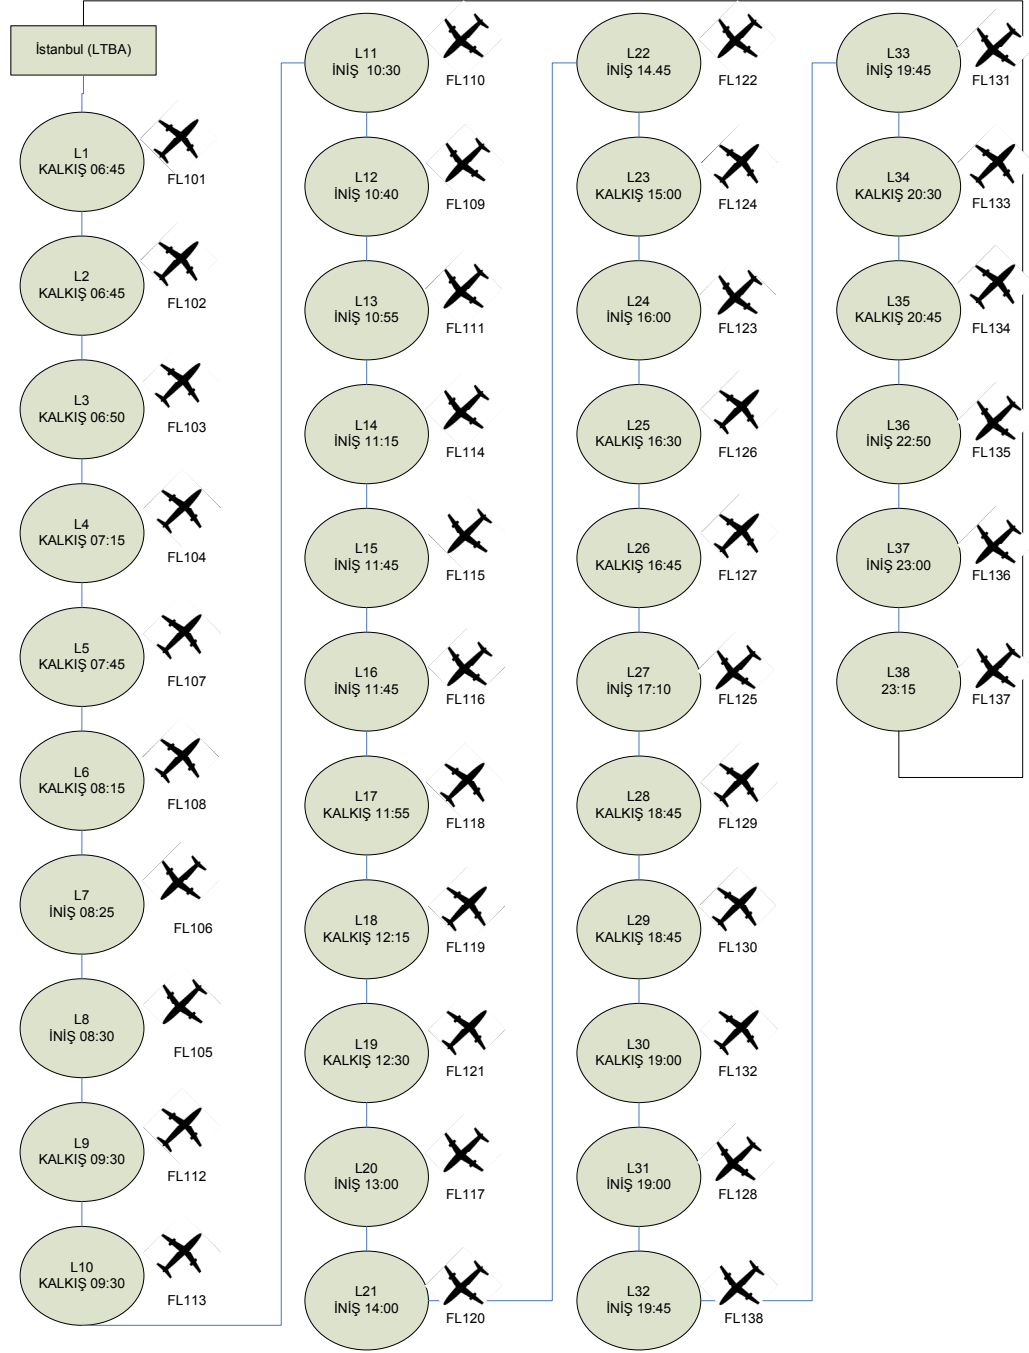 İstanbul (LTBA)
L1
KALKIŞ 06:45
FL101
L2
KALKIŞ 06:45
FL102
L3
KALKIŞ 06:50
FL103
L4
KALKIŞ 07:15
FL104
L5
KALKIŞ 07:45
FL107
L6
KALKIŞ 08:15
FL108
L7
İNİŞ 08:25
FL106
L8
İNİŞ 08:30
FL105
L9
KALKIŞ 09:30
FL112
L10
KALKIŞ 09:30
FL113
L11
İNİŞ 10:30
FL110
L12
İNİŞ 10:40
FL109
L13
İNİŞ 10:55
FL111
L14
İNİŞ 11:15
FL114
L15
İNİŞ 11:45
FL115
L16
İNİŞ 11:45
FL116
L17
KALKIŞ 11:55
FL118
L18
KALKIŞ 12:15
FL119
L19
KALKIŞ 12:30
FL121
L20
İNİŞ 13:00
FL117
L21
İNİŞ 14:00
FL120
L22
İNİŞ 14.45
FL122
L23
KALKIŞ 15:00
FL124
L24
İNİŞ 16:00
FL123
L25
KALKIŞ 16:30
FL126
L26
KALKIŞ 16:45
FL127
L27
İNİŞ 17:10
FL125
L28
KALKIŞ 18:45
FL129
L29
KALKIŞ 18:45
FL130
L30
KALKIŞ 19:00
FL132
L31
İNİŞ 19:00
FL128
L32
İNİŞ 19:45
FL138
L33
İNİŞ 19:45
FL131
L34
KALKIŞ 20:30
FL133
L35
KALKIŞ 20:45
FL134
L36
İNİŞ 22:50
FL135
L37
İNİŞ 23:00
FL136
L38
23:15
FL137